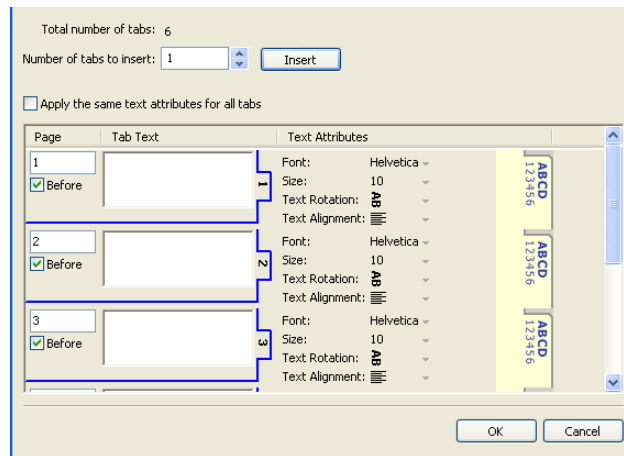 Total number of tabs: 6
Number of tabs to insert: 1 Insert
Apply the same text attributes for all tabs
Page Tab Text Text Attributes
1 1 Font: Helvetica ABCD 123456
Before Size: 10
Text Rotation: AB
Text Alignment:
2 2 Font: Helvetica ABCD 123456
Before Size: 10
Text Rotation: AB
Text Alignment:
3 3 Font: Helvetica ABCD 123456
Before Size: 10
Text Rotation: AB
Text Alignment:
OK Cancel